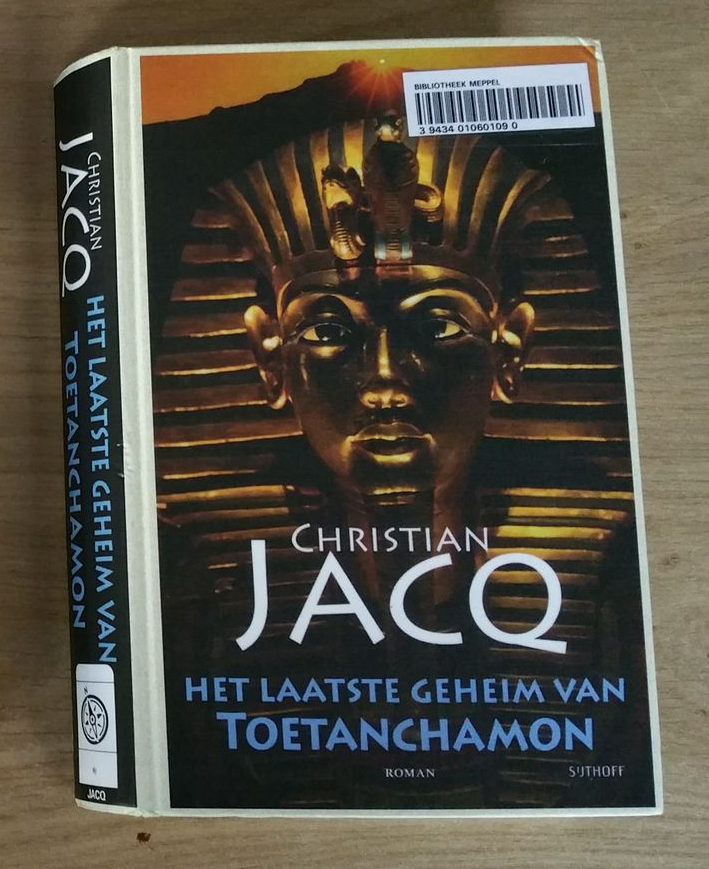 CHRISTIAN
JACQ
HET LAATSTE GEHEIM VAN
TOETANCHAMON
JACQ
BIBLIOTHEEK MEPPEL
3 9434 01060109 0
CHRISTIAN
JACQ
HET LAATSTE GEHEIM VAN
TOETANCHAMON
ROMAN
SIJTHOFF